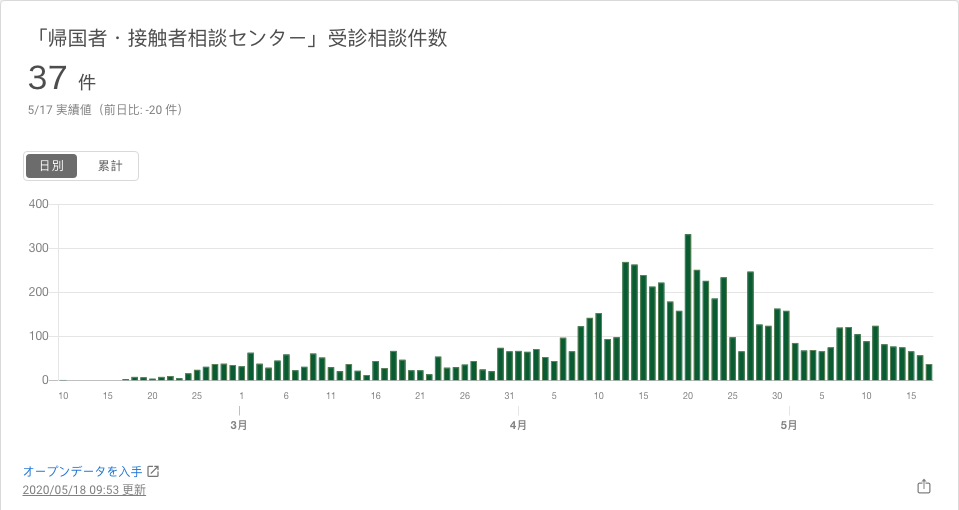 「帰国者・接触者相談センター」受診相談件数
37 件
5/17 実績値（前日比: -20 件）
日別 累計
400
300
200
100
0
10 15 20 25 1 6 11 16 21 26 31 5 10 15 20 25 30 5 10 15
3月 4月 5月
オープンデータを入手
2020/05/18 09:53 更新